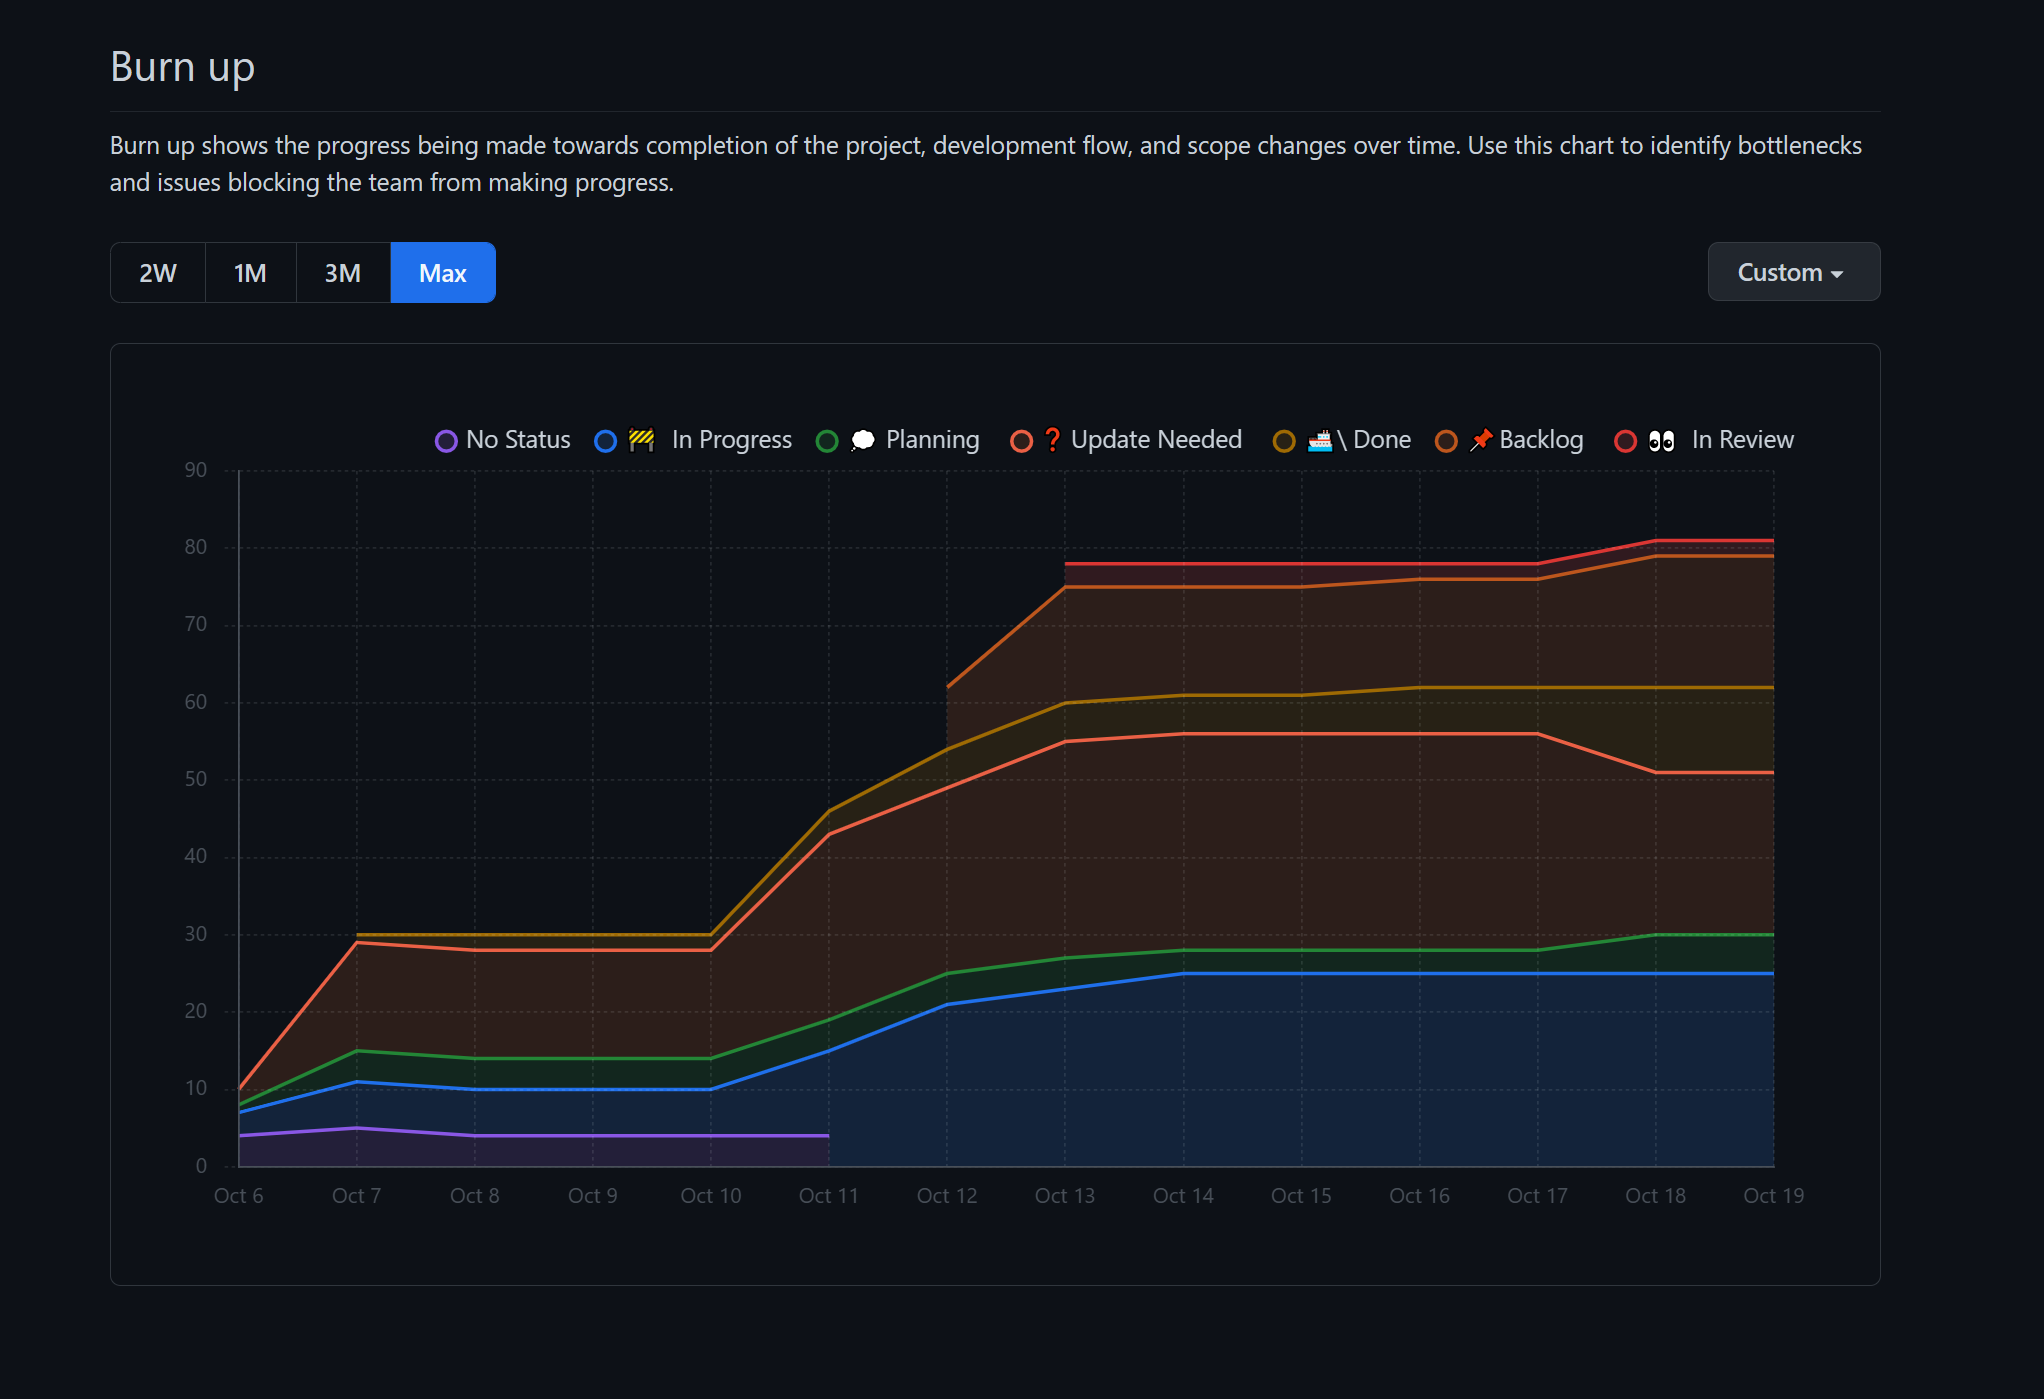 Burn up
Burn up shows the progress being made towards completion of the project, development flow, and scope changes over time. Use this chart to identify bottlenecks
and issues blocking the team from making progress.
2W 1M 3M Max Custom
No Status 🚧 In Progress 💭 Planning ❓ Update Needed 🚢 \ Done 📌 Backlog 👀 In Review
90
80
70
60
50
40
30
20
10
0
Oct 6 Oct 7 Oct 8 Oct 9 Oct 10 Oct 11 Oct 12 Oct 13 Oct 14 Oct 15 Oct 16 Oct 17 Oct 18 Oct 19